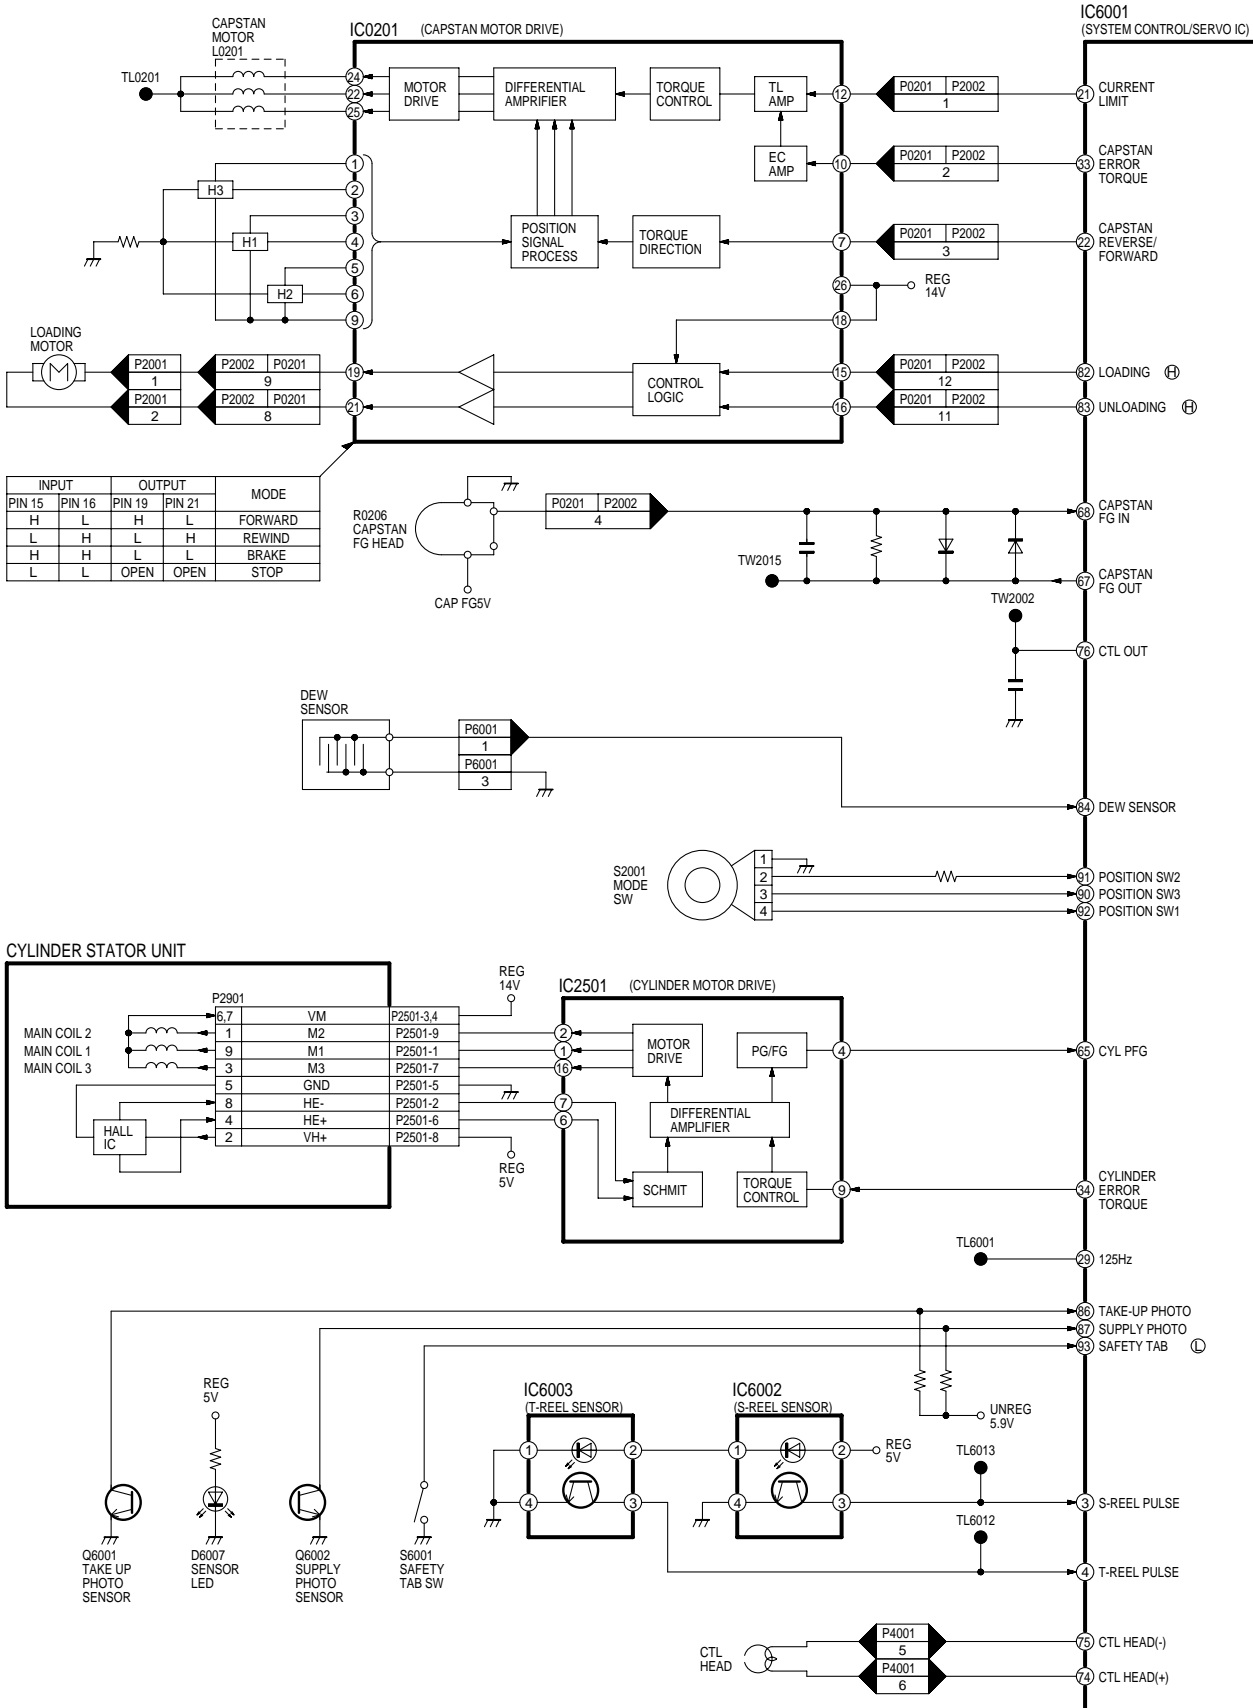 IC6001
(SYSTEM CONTROL/SERVO IC)
CAPSTAN
MOTOR
L0201
IC0201 (CAPSTAN MOTOR DRIVE)
TL0201
24
22
25
MOTOR
DRIVE
DIFFERENTIAL
AMPRIFIER
TORQUE
CONTROL
TL
AMP
12
P0201 P2002
1
21 CURRENT
LIMIT
EC
AMP
10
P0201 P2002
2
33 CAPSTAN
ERROR
TORQUE
1
2
3
4
5
6
9
H3
H1
H2
POSITION
SIGNAL
PROCESS
TORQUE
DIRECTION
7
P0201 P2002
3
22 CAPSTAN
REVERSE/
FORWARD
26
REG
14V
18
LOADING
MOTOR
M
P2001
1
P2002 P0201
9
19
P2001
2
P2002 P0201
8
21
CONTROL
LOGIC
15
P0201 P2002
12
82 LOADING H
16
P0201 P2002
11
83 UNLOADING H
INPUT OUTPUT MODE
PIN 15 PIN 16 PIN 19 PIN 21
H L H L FORWARD
L H L H REWIND
H H L L BRAKE
L L OPEN OPEN STOP
R0206
CAPSTAN
FG HEAD
CAP FG5V
P0201 P2002
4
68 CAPSTAN
FG IN
TW2015
67 CAPSTAN
FG OUT
TW2002
76 CTL OUT
DEW
SENSOR
P6001
1
P6001
3
84 DEW SENSOR
S2001
MODE
SW
1
2
3
4
91 POSITION SW2
90 POSITION SW3
92 POSITION SW1
CYLINDER STATOR UNIT
P2901
6,7 VM P2501-3,4
1 M2 P2501-9
9 M1 P2501-1
3 M3 P2501-7
5 GND P2501-5
8 HE- P2501-2
4 HE+ P2501-6
2 VH+ P2501-8
MAIN COIL 2
MAIN COIL 1
MAIN COIL 3
HALL
IC
REG
14V
REG
5V
IC2501 (CYLINDER MOTOR DRIVE)
2
1
16
7
6
MOTOR
DRIVE
PG/FG
4
65 CYL PFG
DIFFERENTIAL
AMPLIFIER
SCHMIT
TORQUE
CONTROL
9
34 CYLINDER
ERROR
TORQUE
TL6001
29 125Hz
86 TAKE-UP PHOTO
87 SUPPLY PHOTO
93 SAFETY TAB L
UNREG
5.9V
REG
5V
IC6003
(T-REEL SENSOR)
1
2
4
3
IC6002
(S-REEL SENSOR)
1
2
4
3
REG
5V
TL6013
3 S-REEL PULSE
TL6012
4 T-REEL PULSE
Q6001
TAKE UP
PHOTO
SENSOR
D6007
SENSOR
LED
Q6002
SUPPLY
PHOTO
SENSOR
S6001
SAFETY
TAB SW
CTL
HEAD
P4001
5
75 CTL HEAD(-)
P4001
6
74 CTL HEAD(+)